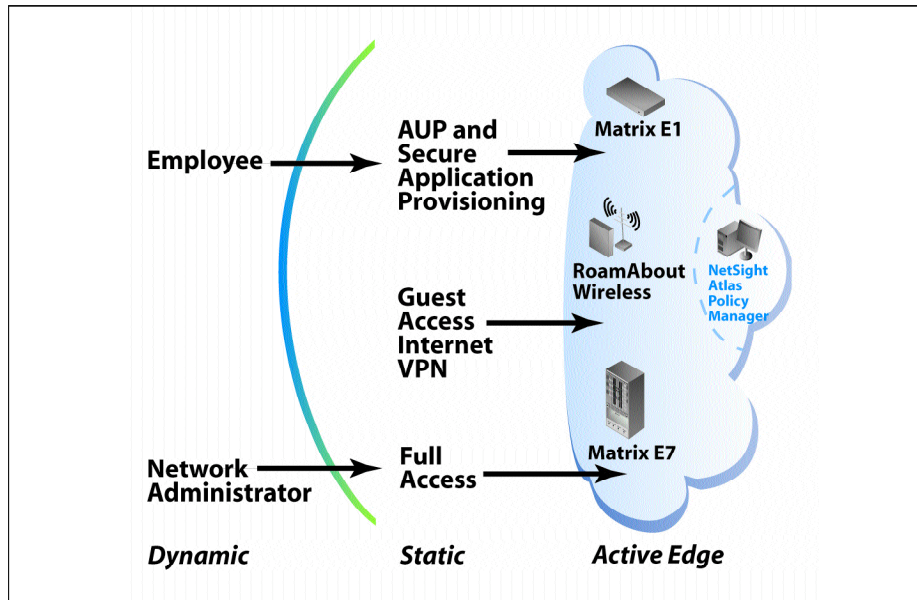 Employee
AUP and
Secure
Application
Provisioning
Matrix E1
RoamAbout
Wireless
NetSight
Atlas
Policy
Manager
Guest
Access
Internet
VPN
Matrix E7
Network
Administrator
Full
Access
Dynamic
Static
Active Edge